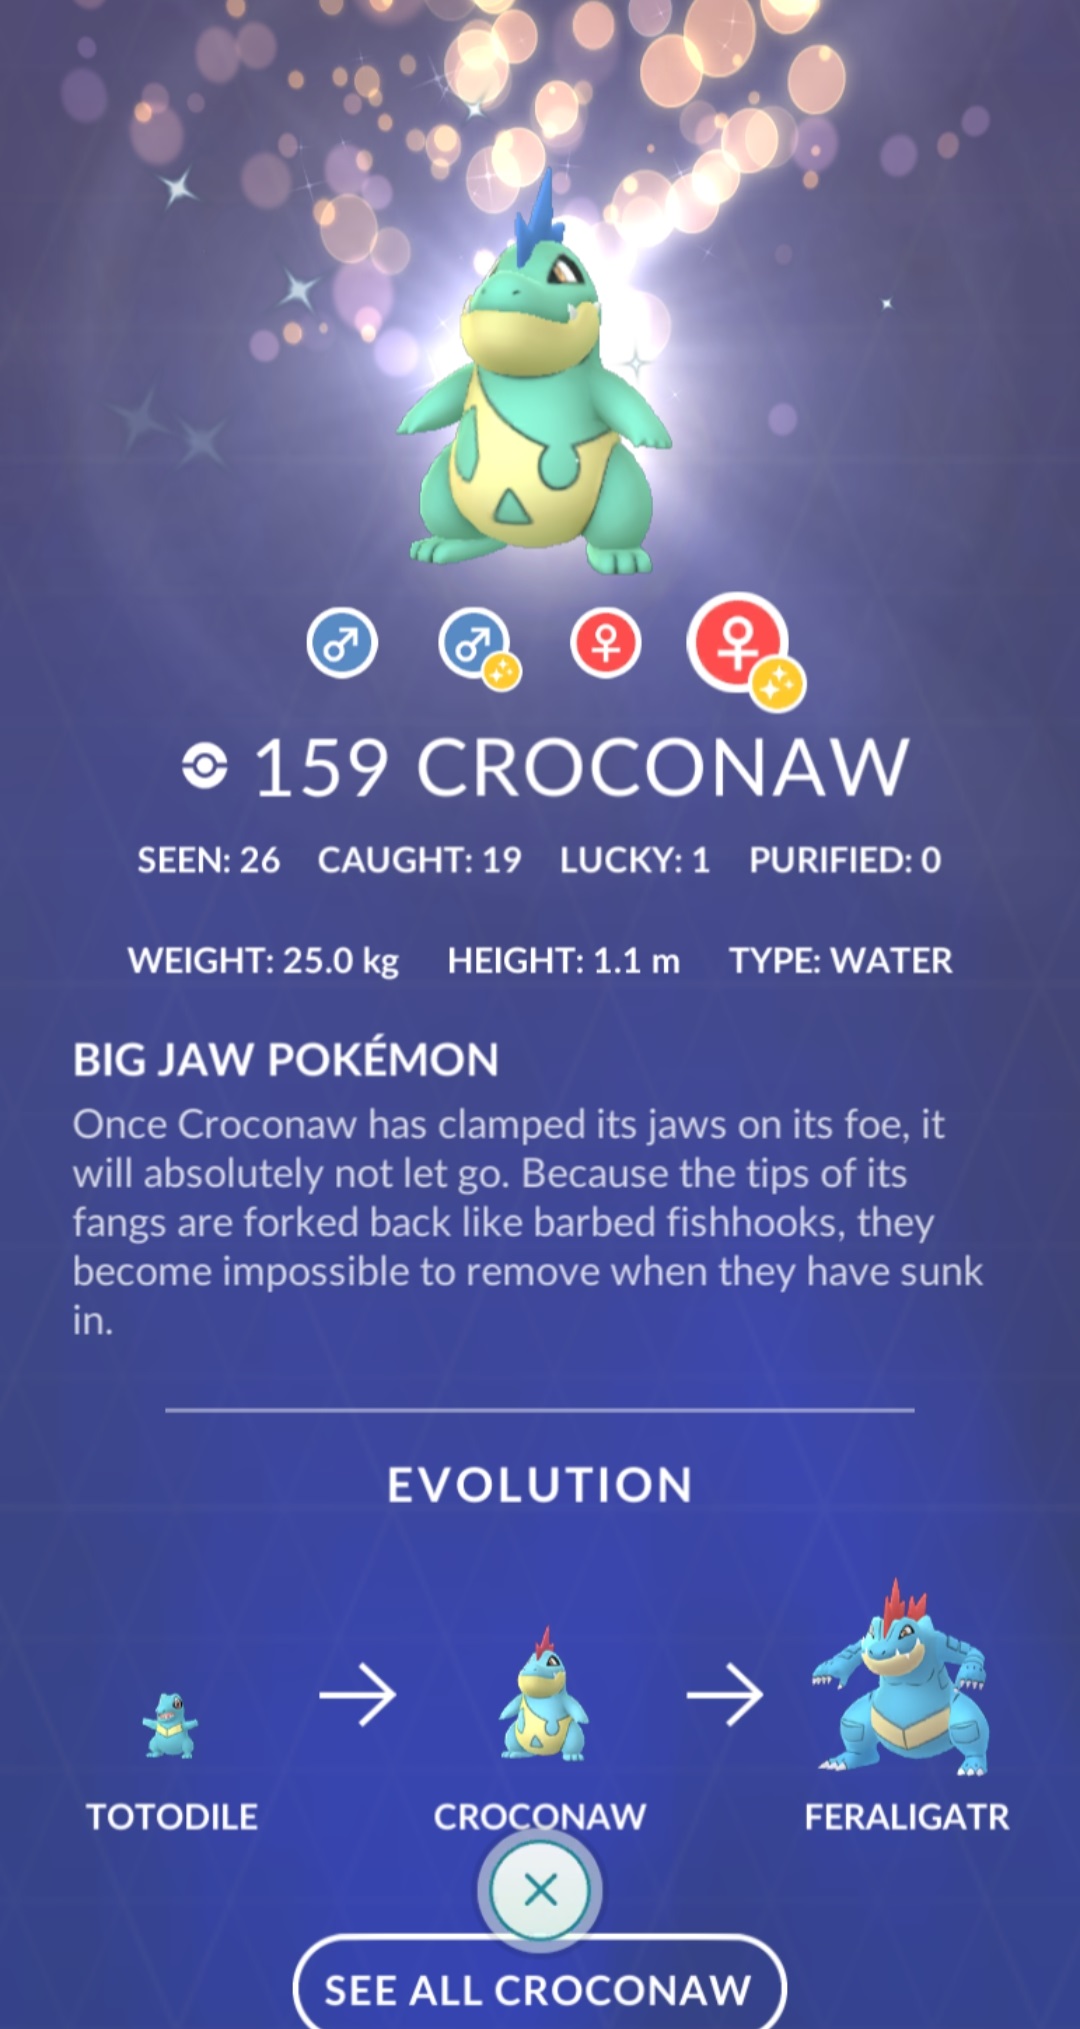 159 CROCONAW
SEEN: 26 CAUGHT: 19 LUCKY: 1 PURIFIED: 0
WEIGHT: 25.0 kg HEIGHT: 1.1 m TYPE: WATER
BIG JAW POKÉMON
Once Croconaw has clamped its jaws on its foe, it
will absolutely not let go. Because the tips of its
fangs are forked back like barbed fishhooks, they
become impossible to remove when they have sunk
in.
EVOLUTION
TOTODILE CROCONAW FERALIGATR
SEE ALL CROCONAW